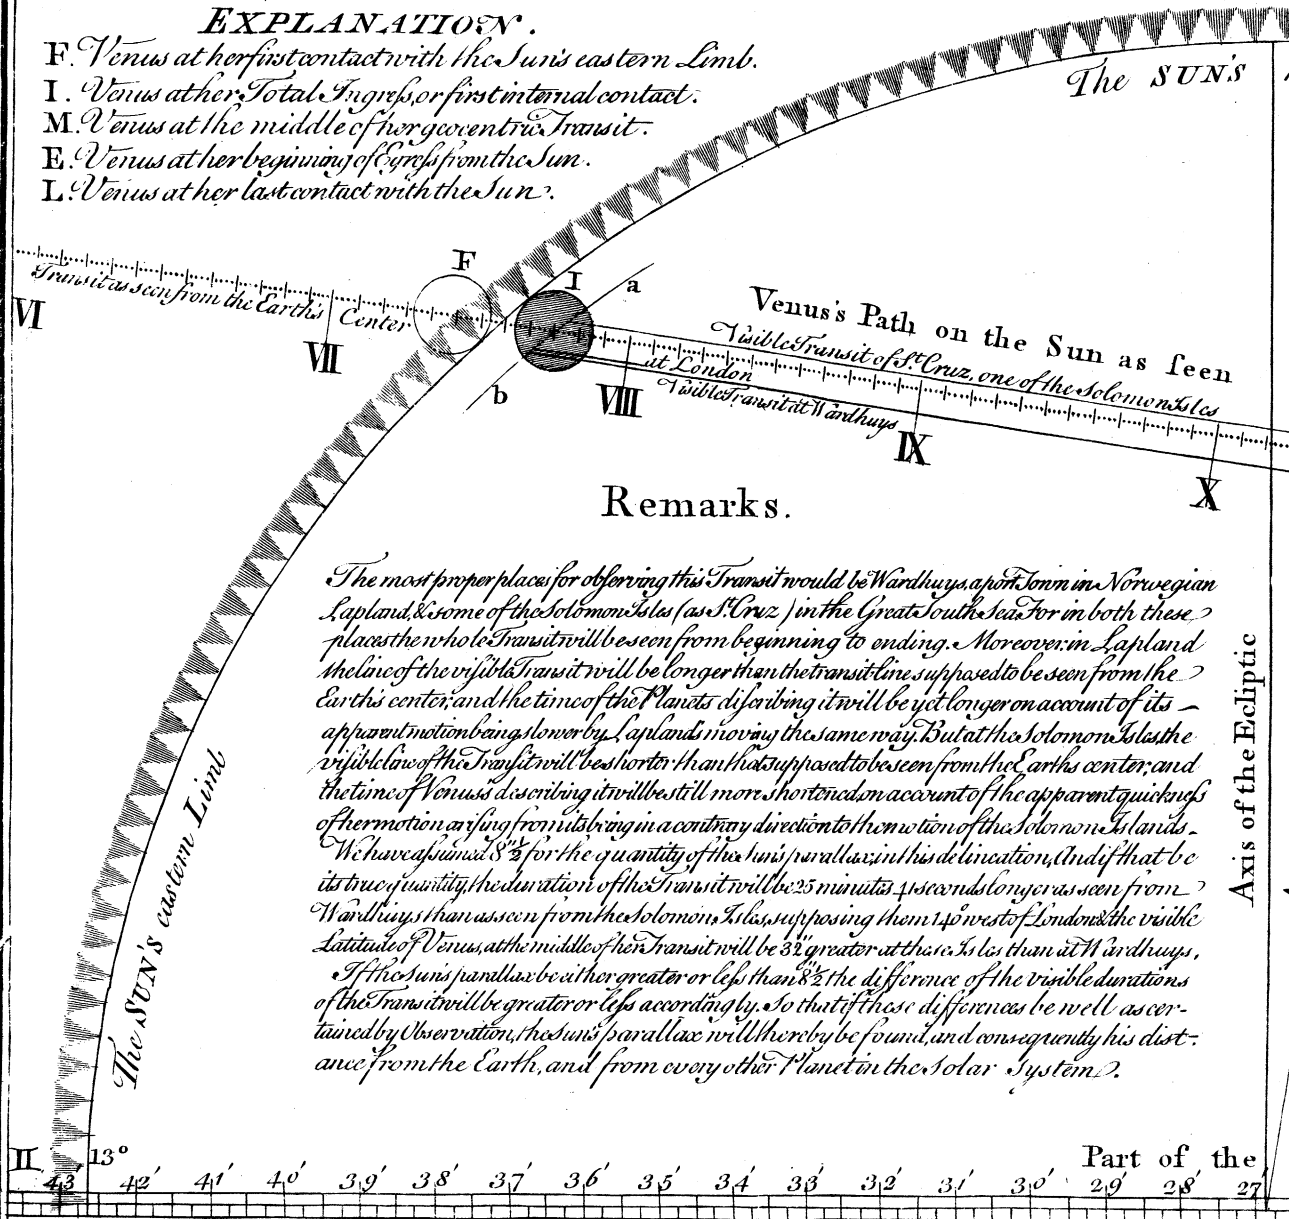 EXPLANATION.
F. Venus at her first contact with the Sun's eastern Limb.
I. Venus at her Total Ingreſs, or first internal contact.
M. Venus at the middle of her geocentric Transit.
E. Venus at her beginning of Egreſs from the Sun.
L. Venus at her last contact with the Sun.
The SUN'S
F
I
a
b
Transit as seen from the Earth's Center
VI
VII
VIII
IX
X
Venus's Path on the Sun as ſeen
Visible Transit of St. Cruz, one of the Solomon Isles
at London
Visible Transit at Wardhuys
Remarks.
The most proper places for obſerving this Transit would be Wardhuys, a port Town in Norwegian
Lapland, & some of the Solomon Isles (as St. Cruz) in the Great South Sea. For in both these
places the whole Transit will be seen from beginning to ending. Moreover, in Lapland
the line of the viſible Transit will be longer than the transit-line supposed to be seen from the
Earth's center; and the time of the Planets diſcribing it will be yet longer on account of its
apparent motion being slower by Lapland's moving the same way. But at the Solomon Isles, the
viſible line of the Tranſit will be shorter than that supposed to be seen from the Earths center; and
the time of Venus's describing it will be still more shortened, on account of the apparent quickneſs
of her motion ariſing from its being in a contrary direction to the motion of the Solomon Islands.
We have aſsumed 8"½ for the quantity of the Sun's parallax, in this delineation, And if that be
its true quantity, the duration of the Transit will be 25 minutes 41 seconds longer as seen from
Wardhuys than as seen from the Solomon Isles, supposing them 140° west of London & the visible
Latitude of Venus, at the middle of her Transit will be 32" greater at these Isles than at Wardhuys.
If the Sun's parallax be either greater or leſs than 8"½ the difference of the visible durations
of the Transit will be greater or leſs accordingly. So that if these differences be well ascer-
tained by Observation, the Sun's parallax will thereby be found, and consequently his dist-
ance from the Earth, and from every other Planet in the Solar System.
The SUN'S eastern Limb
Axis of the Ecliptic
II 13° Part of the
43' 42' 41' 40' 39' 38' 37' 36' 35' 34' 33' 32' 31' 30' 29' 28' 27